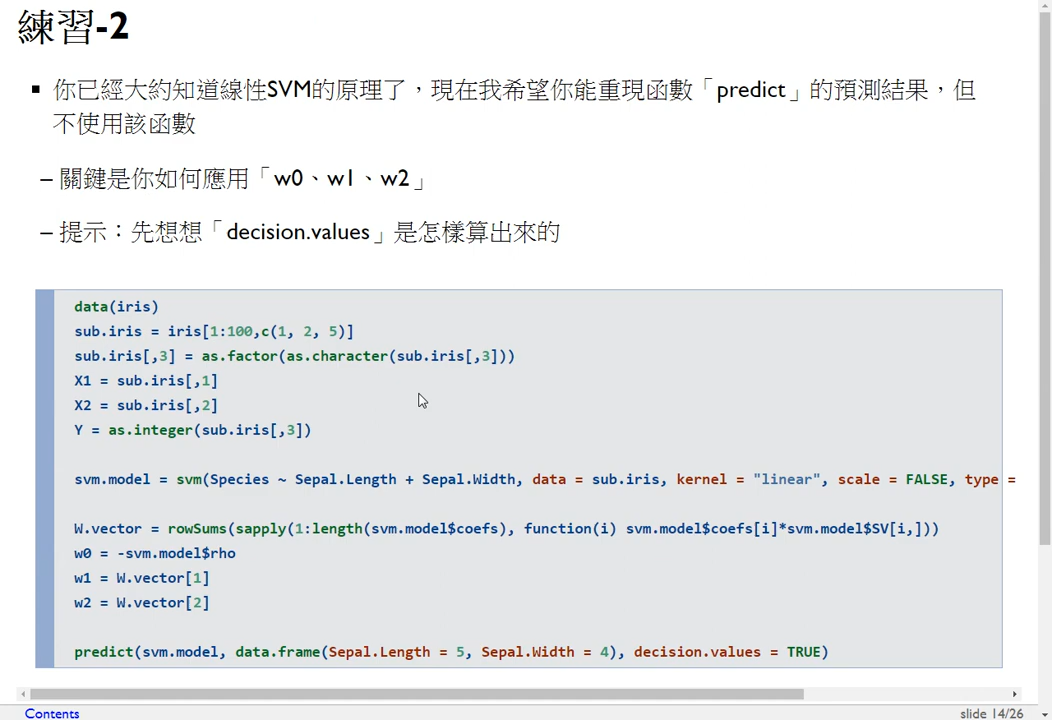 練習-2
你已經大約知道線性SVM的原理了，現在我希望你能重現函數「predict」的預測結果，但
不使用該函數
– 關鍵是你如何應用「w0、w1、w2」
– 提示：先想想「decision.values」是怎樣算出來的
data(iris)
sub.iris = iris[1:100,c(1, 2, 5)]
sub.iris[,3] = as.factor(as.character(sub.iris[,3]))
X1 = sub.iris[,1]
X2 = sub.iris[,2]
Y = as.integer(sub.iris[,3])
svm.model = svm(Species ~ Sepal.Length + Sepal.Width, data = sub.iris, kernel = "linear", scale = FALSE, type =
W.vector = rowSums(sapply(1:length(svm.model$coefs), function(i) svm.model$coefs[i]*svm.model$SV[i,]))
w0 = -svm.model$rho
w1 = W.vector[1]
w2 = W.vector[2]
predict(svm.model, data.frame(Sepal.Length = 5, Sepal.Width = 4), decision.values = TRUE)
Contents
slide 14/26